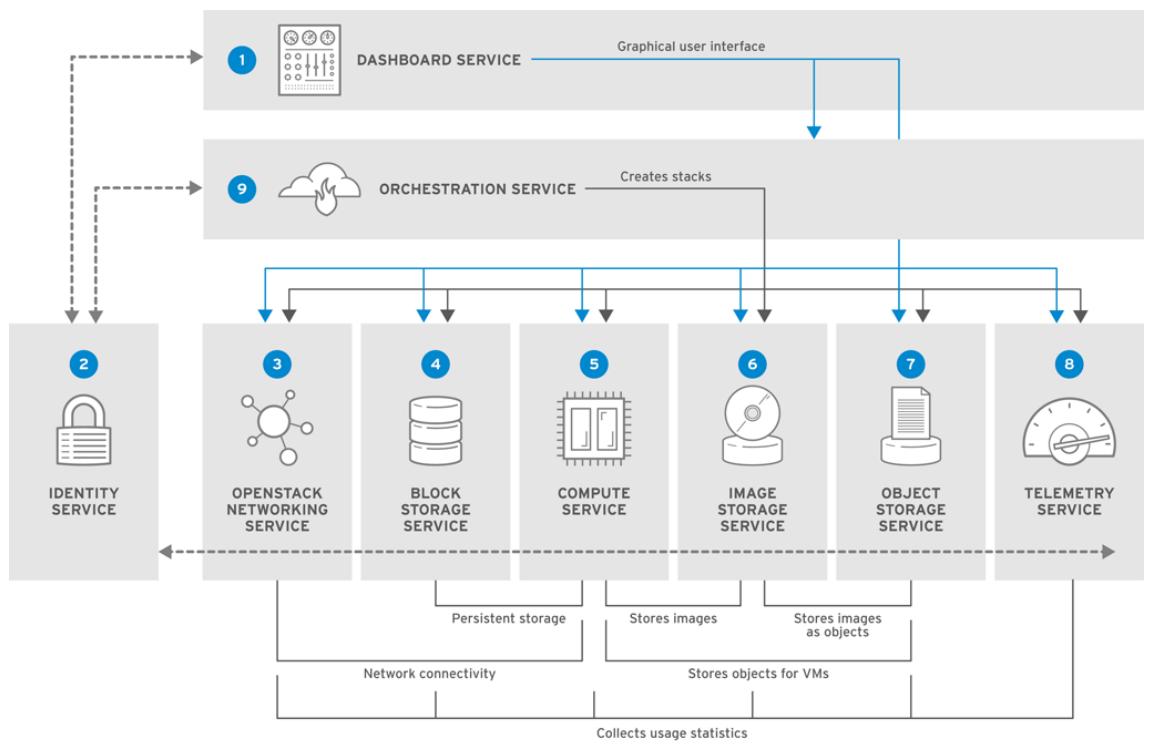 1
DASHBOARD SERVICE
Graphical user interface
9
ORCHESTRATION SERVICE
Creates stacks
2
IDENTITY
SERVICE
3
OPENSTACK
NETWORKING
SERVICE
4
BLOCK
STORAGE
SERVICE
5
COMPUTE
SERVICE
6
IMAGE
STORAGE
SERVICE
7
OBJECT
STORAGE
SERVICE
8
TELEMETRY
SERVICE
Persistent storage
Stores images
Stores images
as objects
Network connectivity
Stores objects for VMs
Collects usage statistics